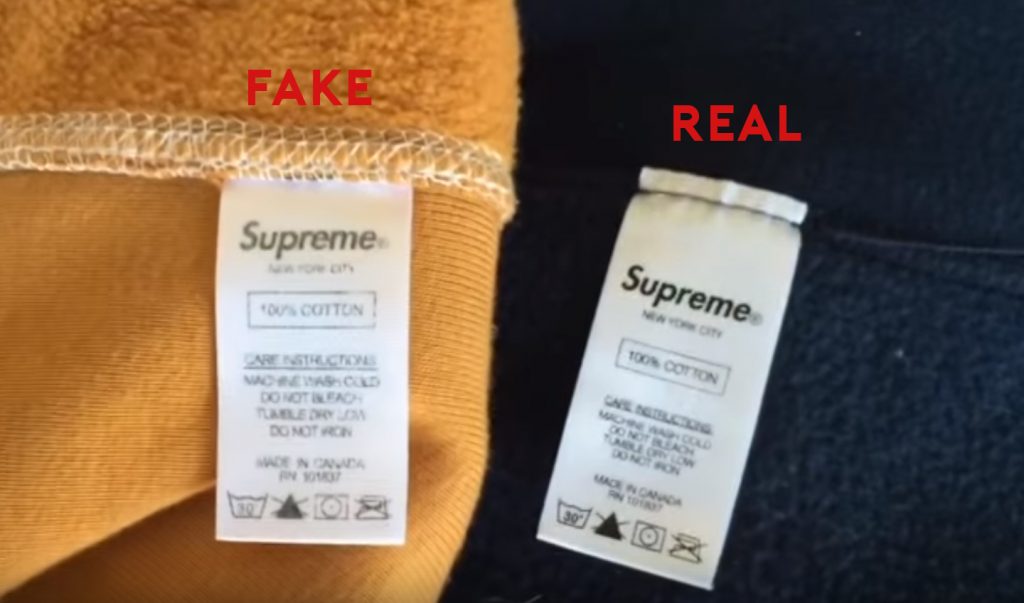 FAKE
Supreme®
NEW YORK CITY
100% COTTON
CARE INSTRUCTIONS
MACHINE WASH COLD
DO NOT BLEACH
TUMBLE DRY LOW
DO NOT IRON
MADE IN CANADA
RN 101837
30°
REAL
Supreme®
NEW YORK CITY
100% COTTON
CARE INSTRUCTIONS
MACHINE WASH COLD
DO NOT BLEACH
TUMBLE DRY LOW
DO NOT IRON
MADE IN CANADA
RN 101837
30°